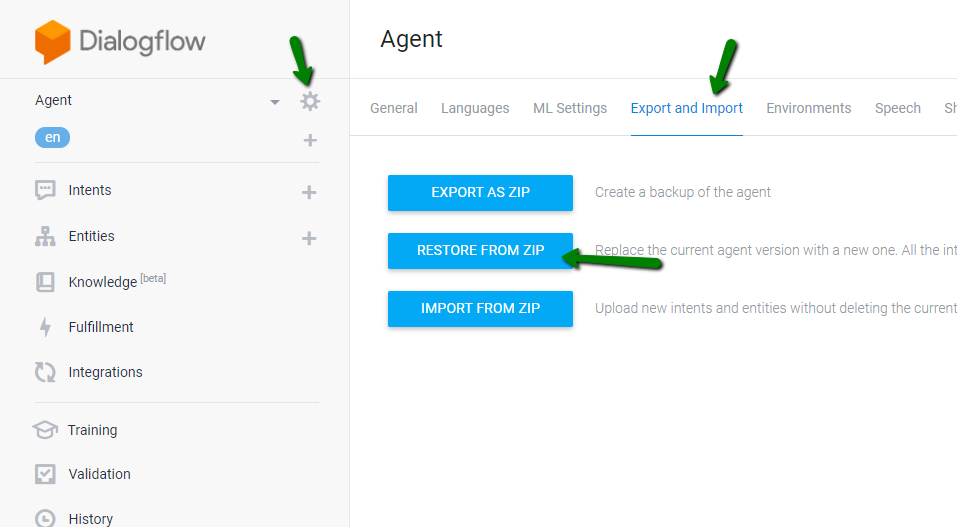 Dialogflow
Agent
en
Intents
Entities
Knowledge [beta]
Fulfillment
Integrations
Training
Validation
History
Agent
General Languages ML Settings Export and Import Environments Speech Sh
EXPORT AS ZIP Create a backup of the agent
RESTORE FROM ZIP Replace the current agent version with a new one. All the int
IMPORT FROM ZIP Upload new intents and entities without deleting the current